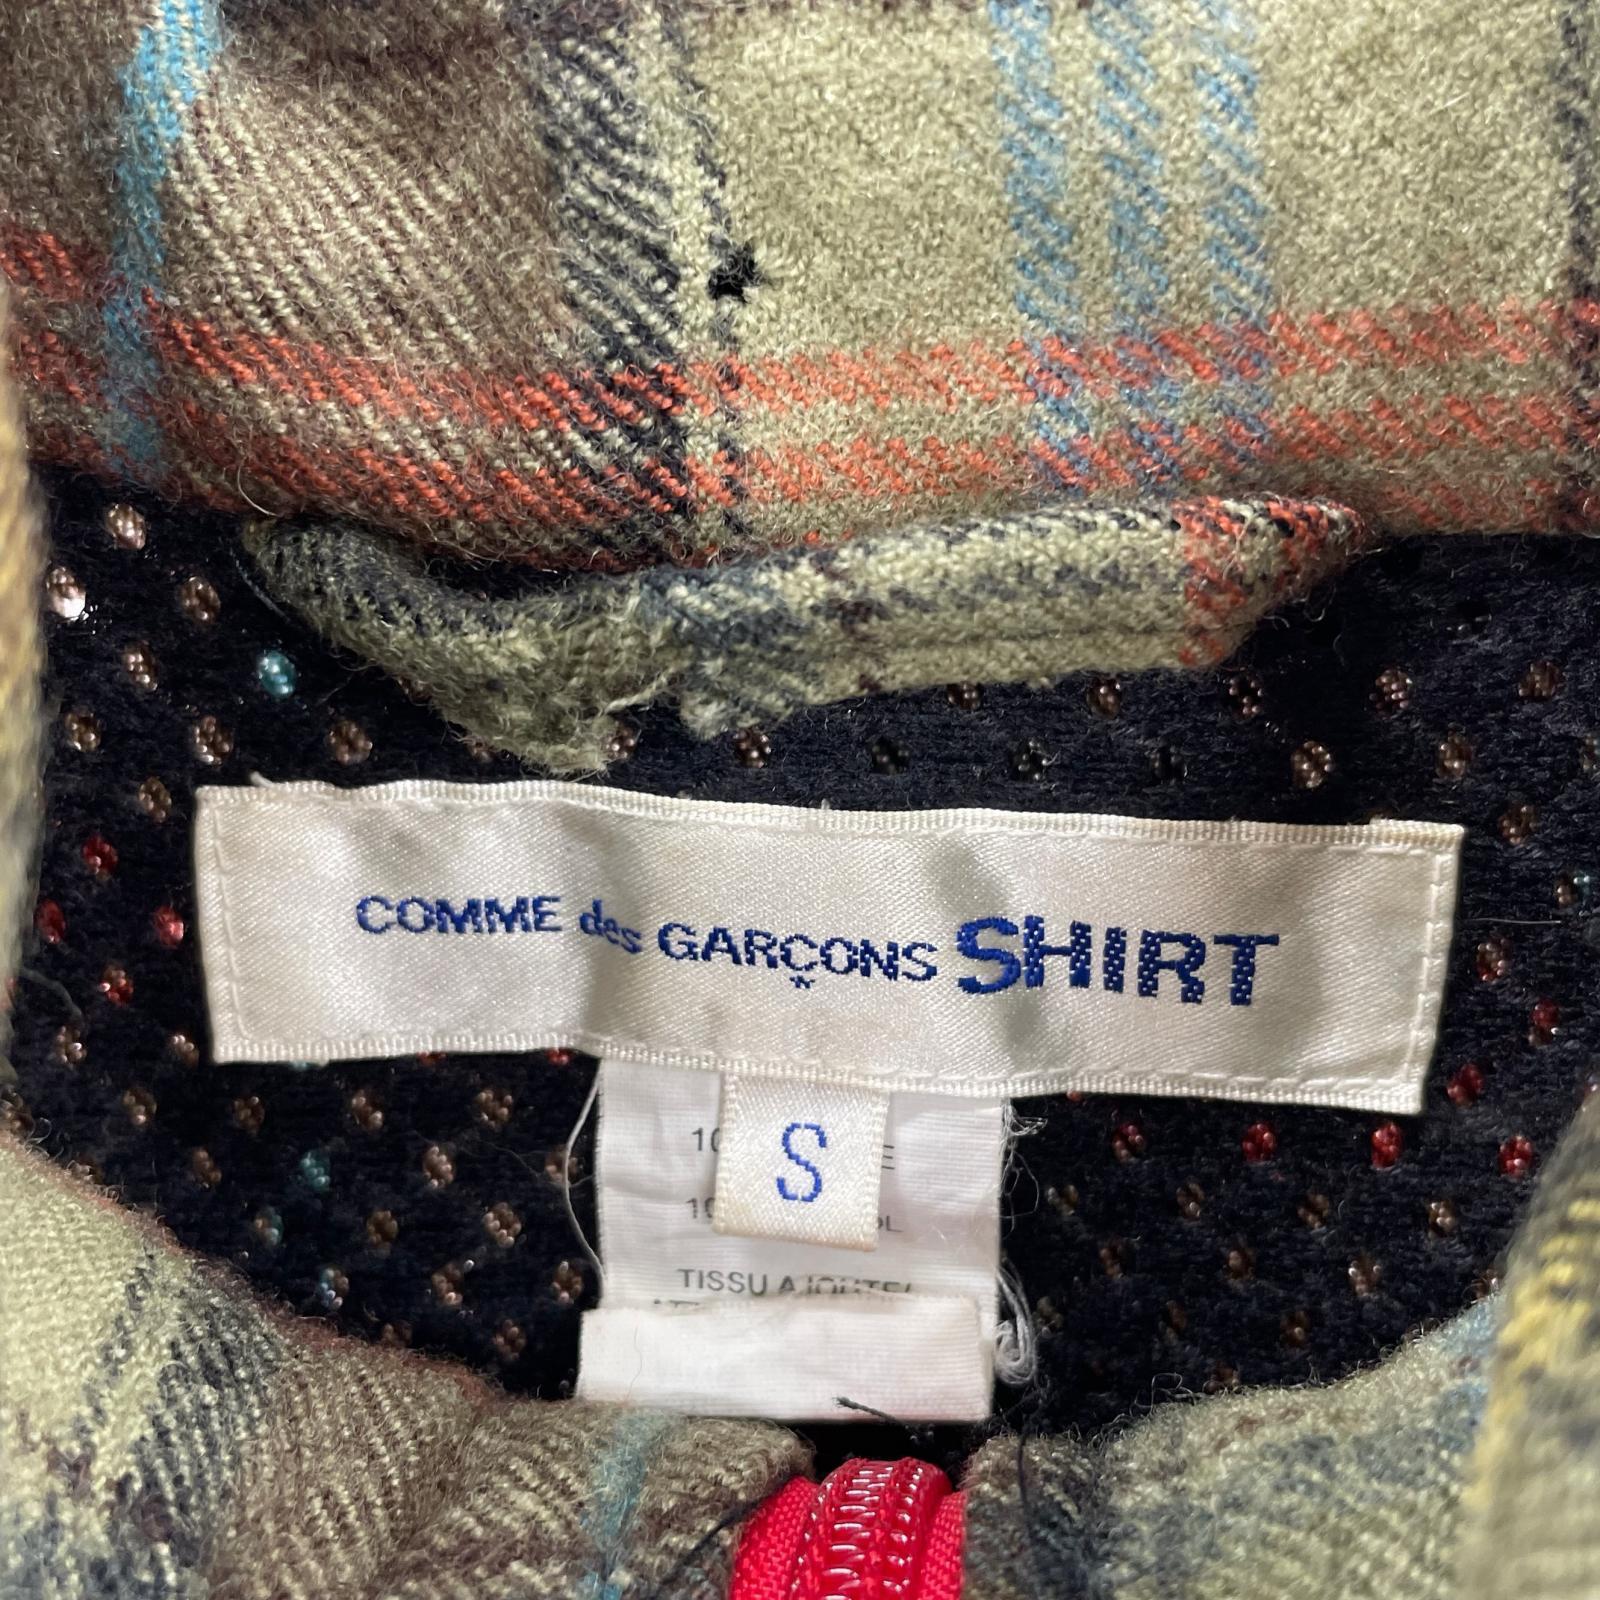 COMME des GARÇONS SHIRT
S
TISSU AJOUTE/